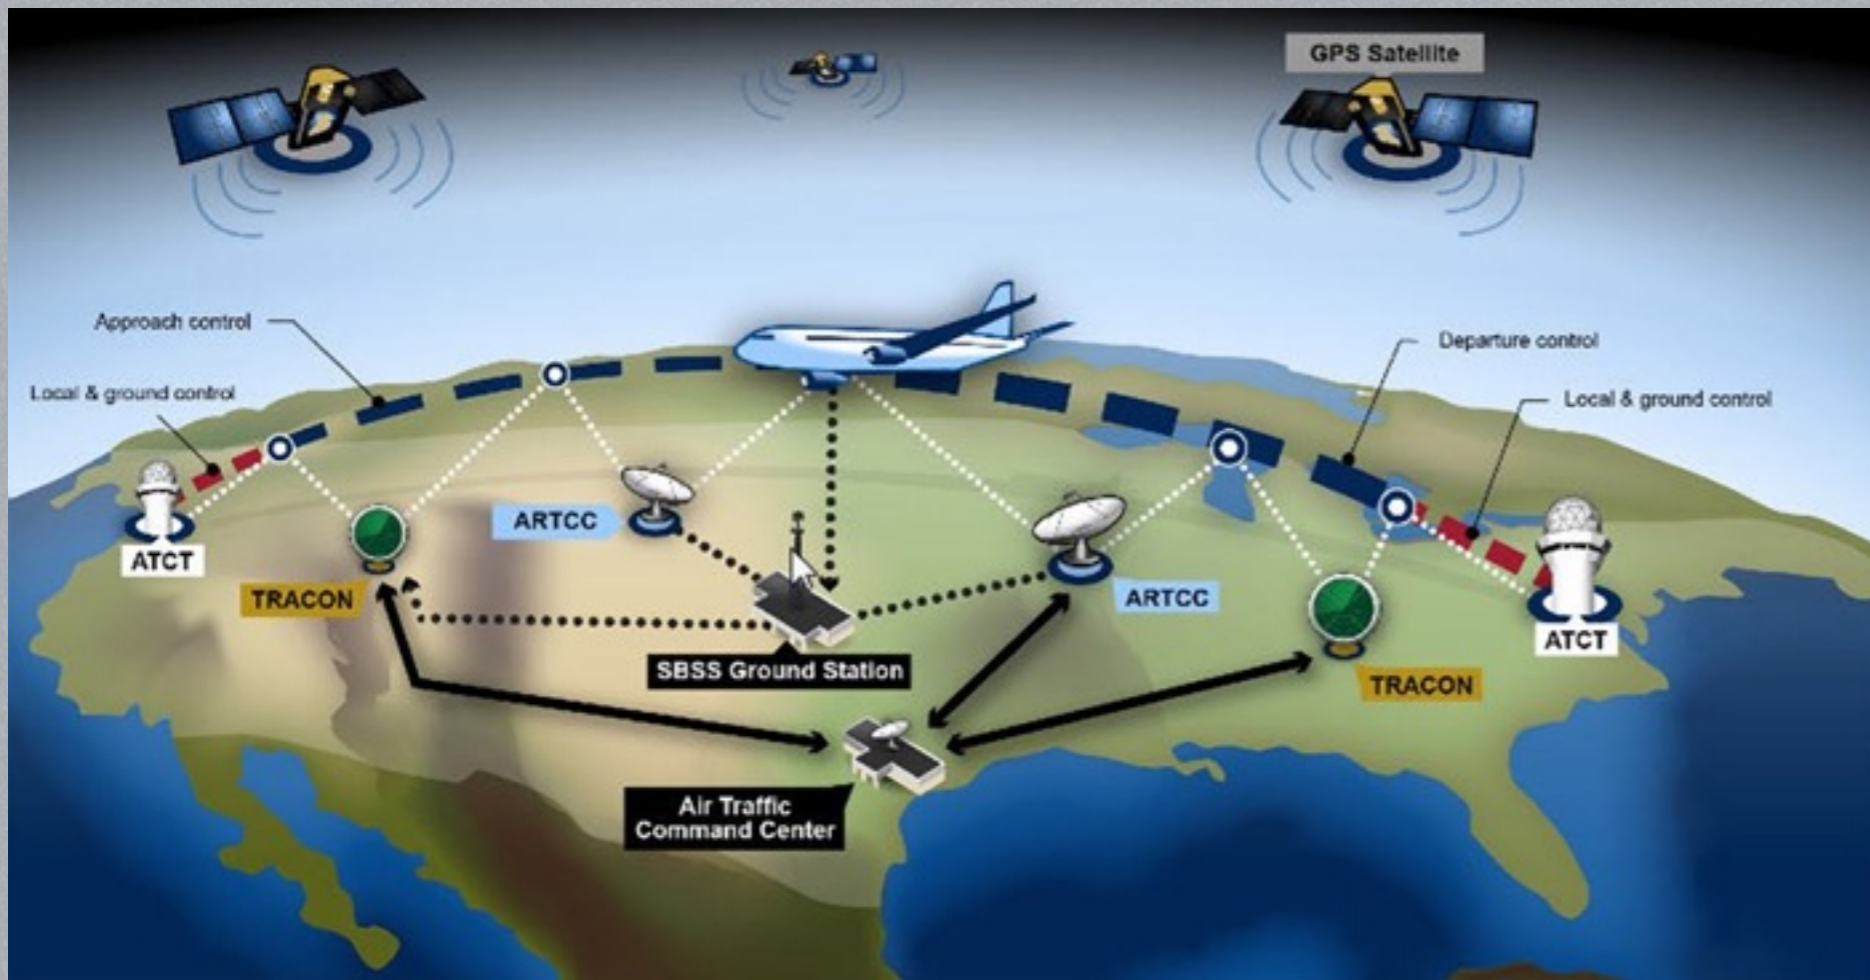 GPS Satellite
Approach control
Departure control
Local & ground control
Local & ground control
ARTCC
ATCT
TRACON
ARTCC
ATCT
SBSS Ground Station
TRACON
Air Traffic
Command Center